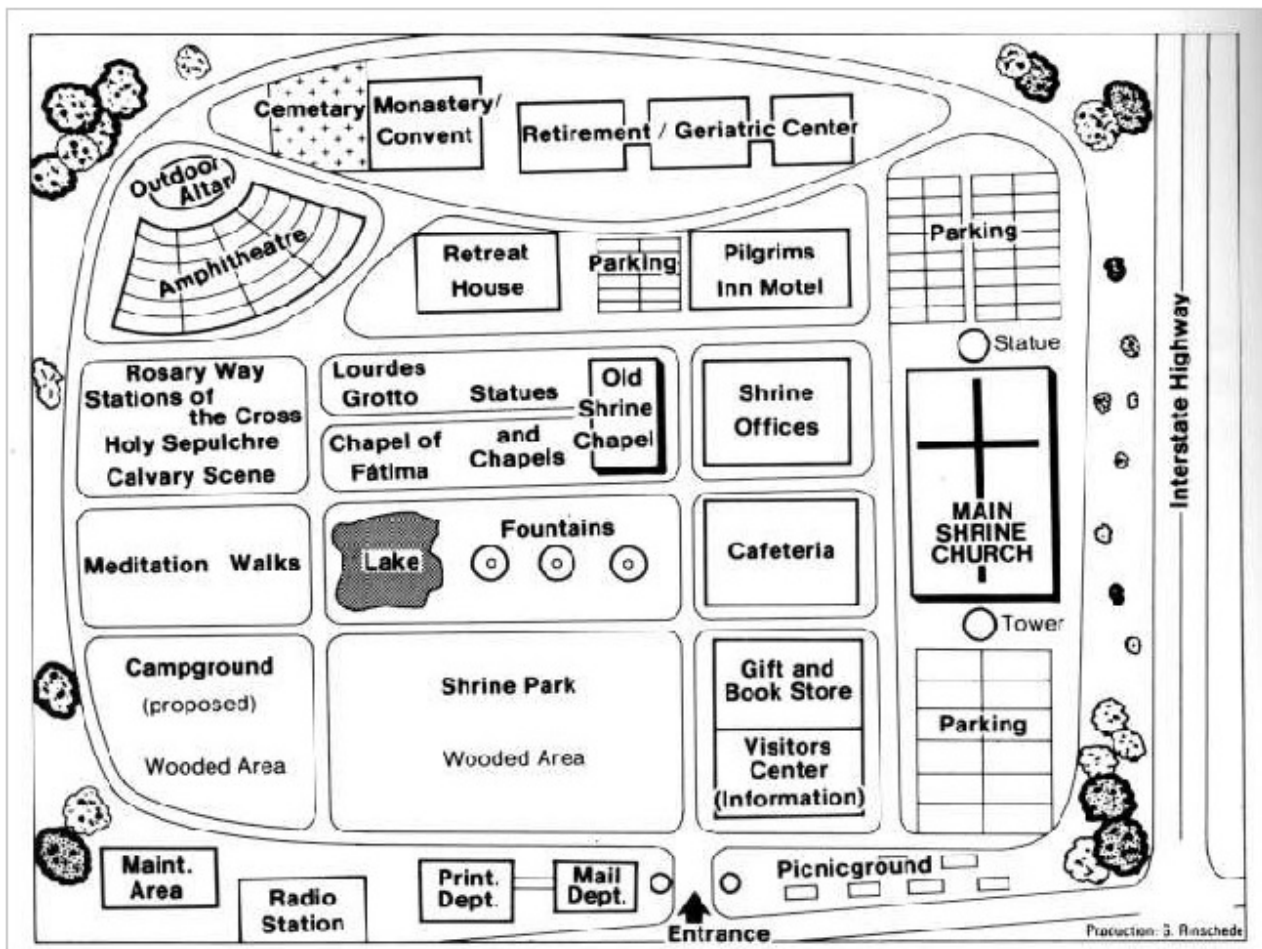 Cemetary
Monastery/
Convent
Retirement / Geriatric Center
Outdoor
Altar
Amphitheatre
Retreat
House
Parking
Pilgrims
Inn Motel
Parking
Statue
Interstate Highway
Rosary Way
Stations of
the Cross
Holy Sepulchre
Calvary Scene
Lourdes
Grotto
Statues
and
Chapels
Chapel of
Fátima
Old
Shrine
Chapel
Shrine
Offices
MAIN
SHRINE
CHURCH
Meditation Walks
Lake
Fountains
Cafeteria
Tower
Campground
(proposed)
Wooded Area
Shrine Park
Wooded Area
Gift and
Book Store
Visitors
Center
(Information)
Parking
Maint.
Area
Radio
Station
Print.
Dept.
Mail
Dept.
Entrance
Picnicground
Production: G. Rinschede